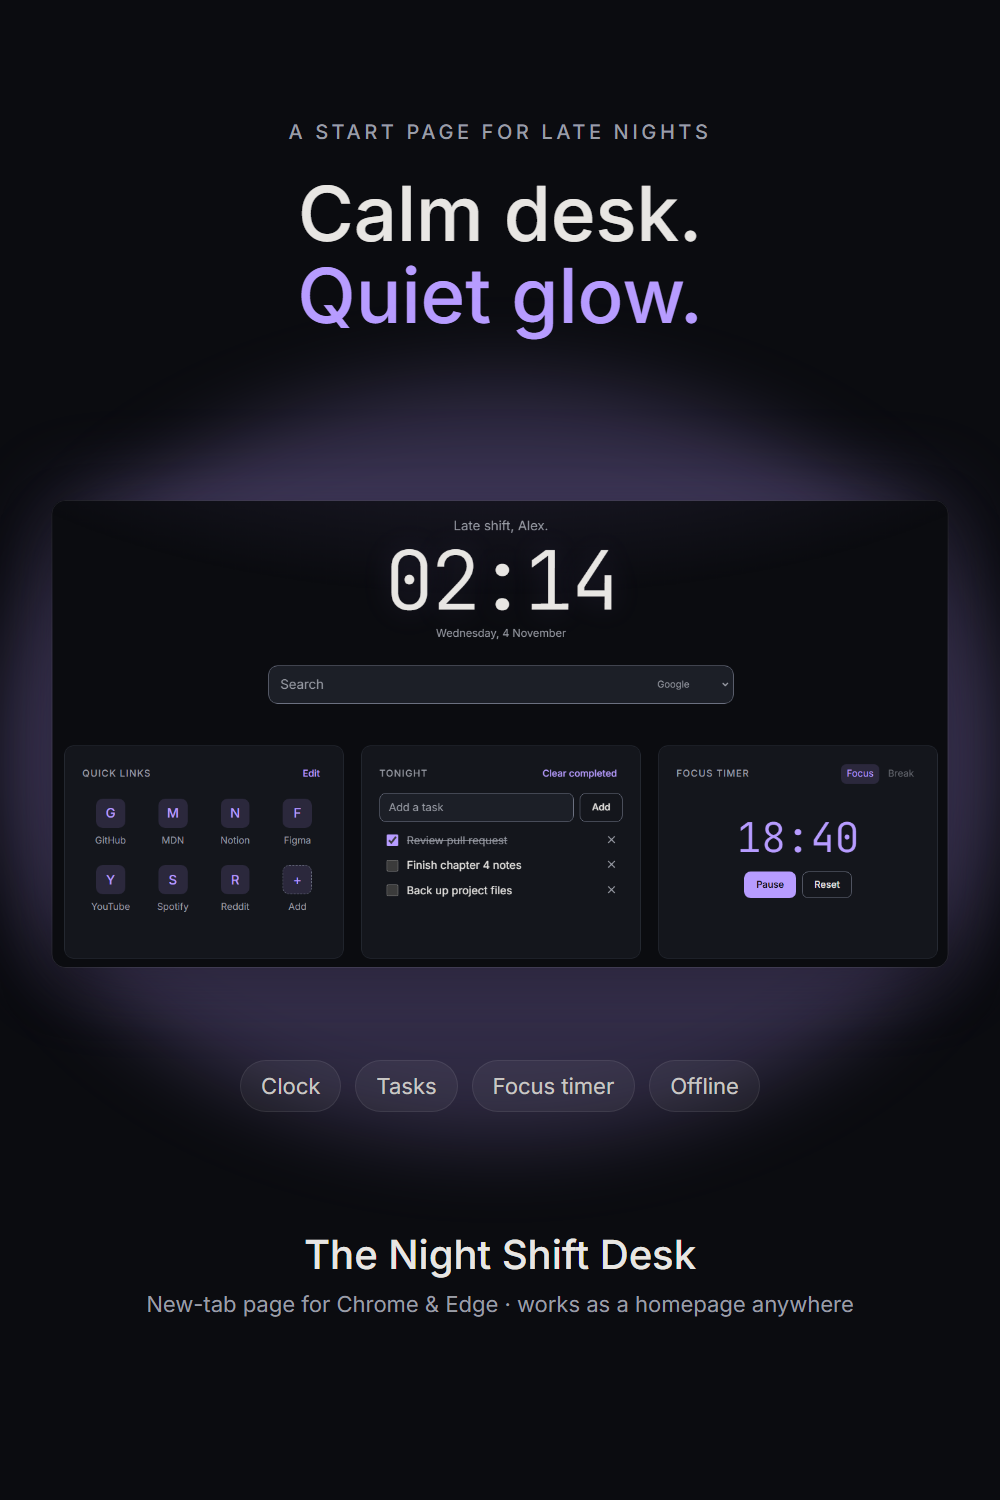 A START PAGE FOR LATE NIGHTS
Calm desk.
Quiet glow.
Late shift, Alex.
02:14
Wednesday, 4 November
Search
Google
QUICK LINKS
Edit
G
M
N
F
GitHub
MDN
Notion
Figma
Y
S
R
+
YouTube
Spotify
Reddit
Add
TONIGHT
Clear completed
Add a task
Add
Review pull request
Finish chapter 4 notes
Back up project files
FOCUS TIMER
Focus
Break
18:40
Pause
Reset
Clock
Tasks
Focus timer
Offline
The Night Shift Desk
New-tab page for Chrome & Edge · works as a homepage anywhere